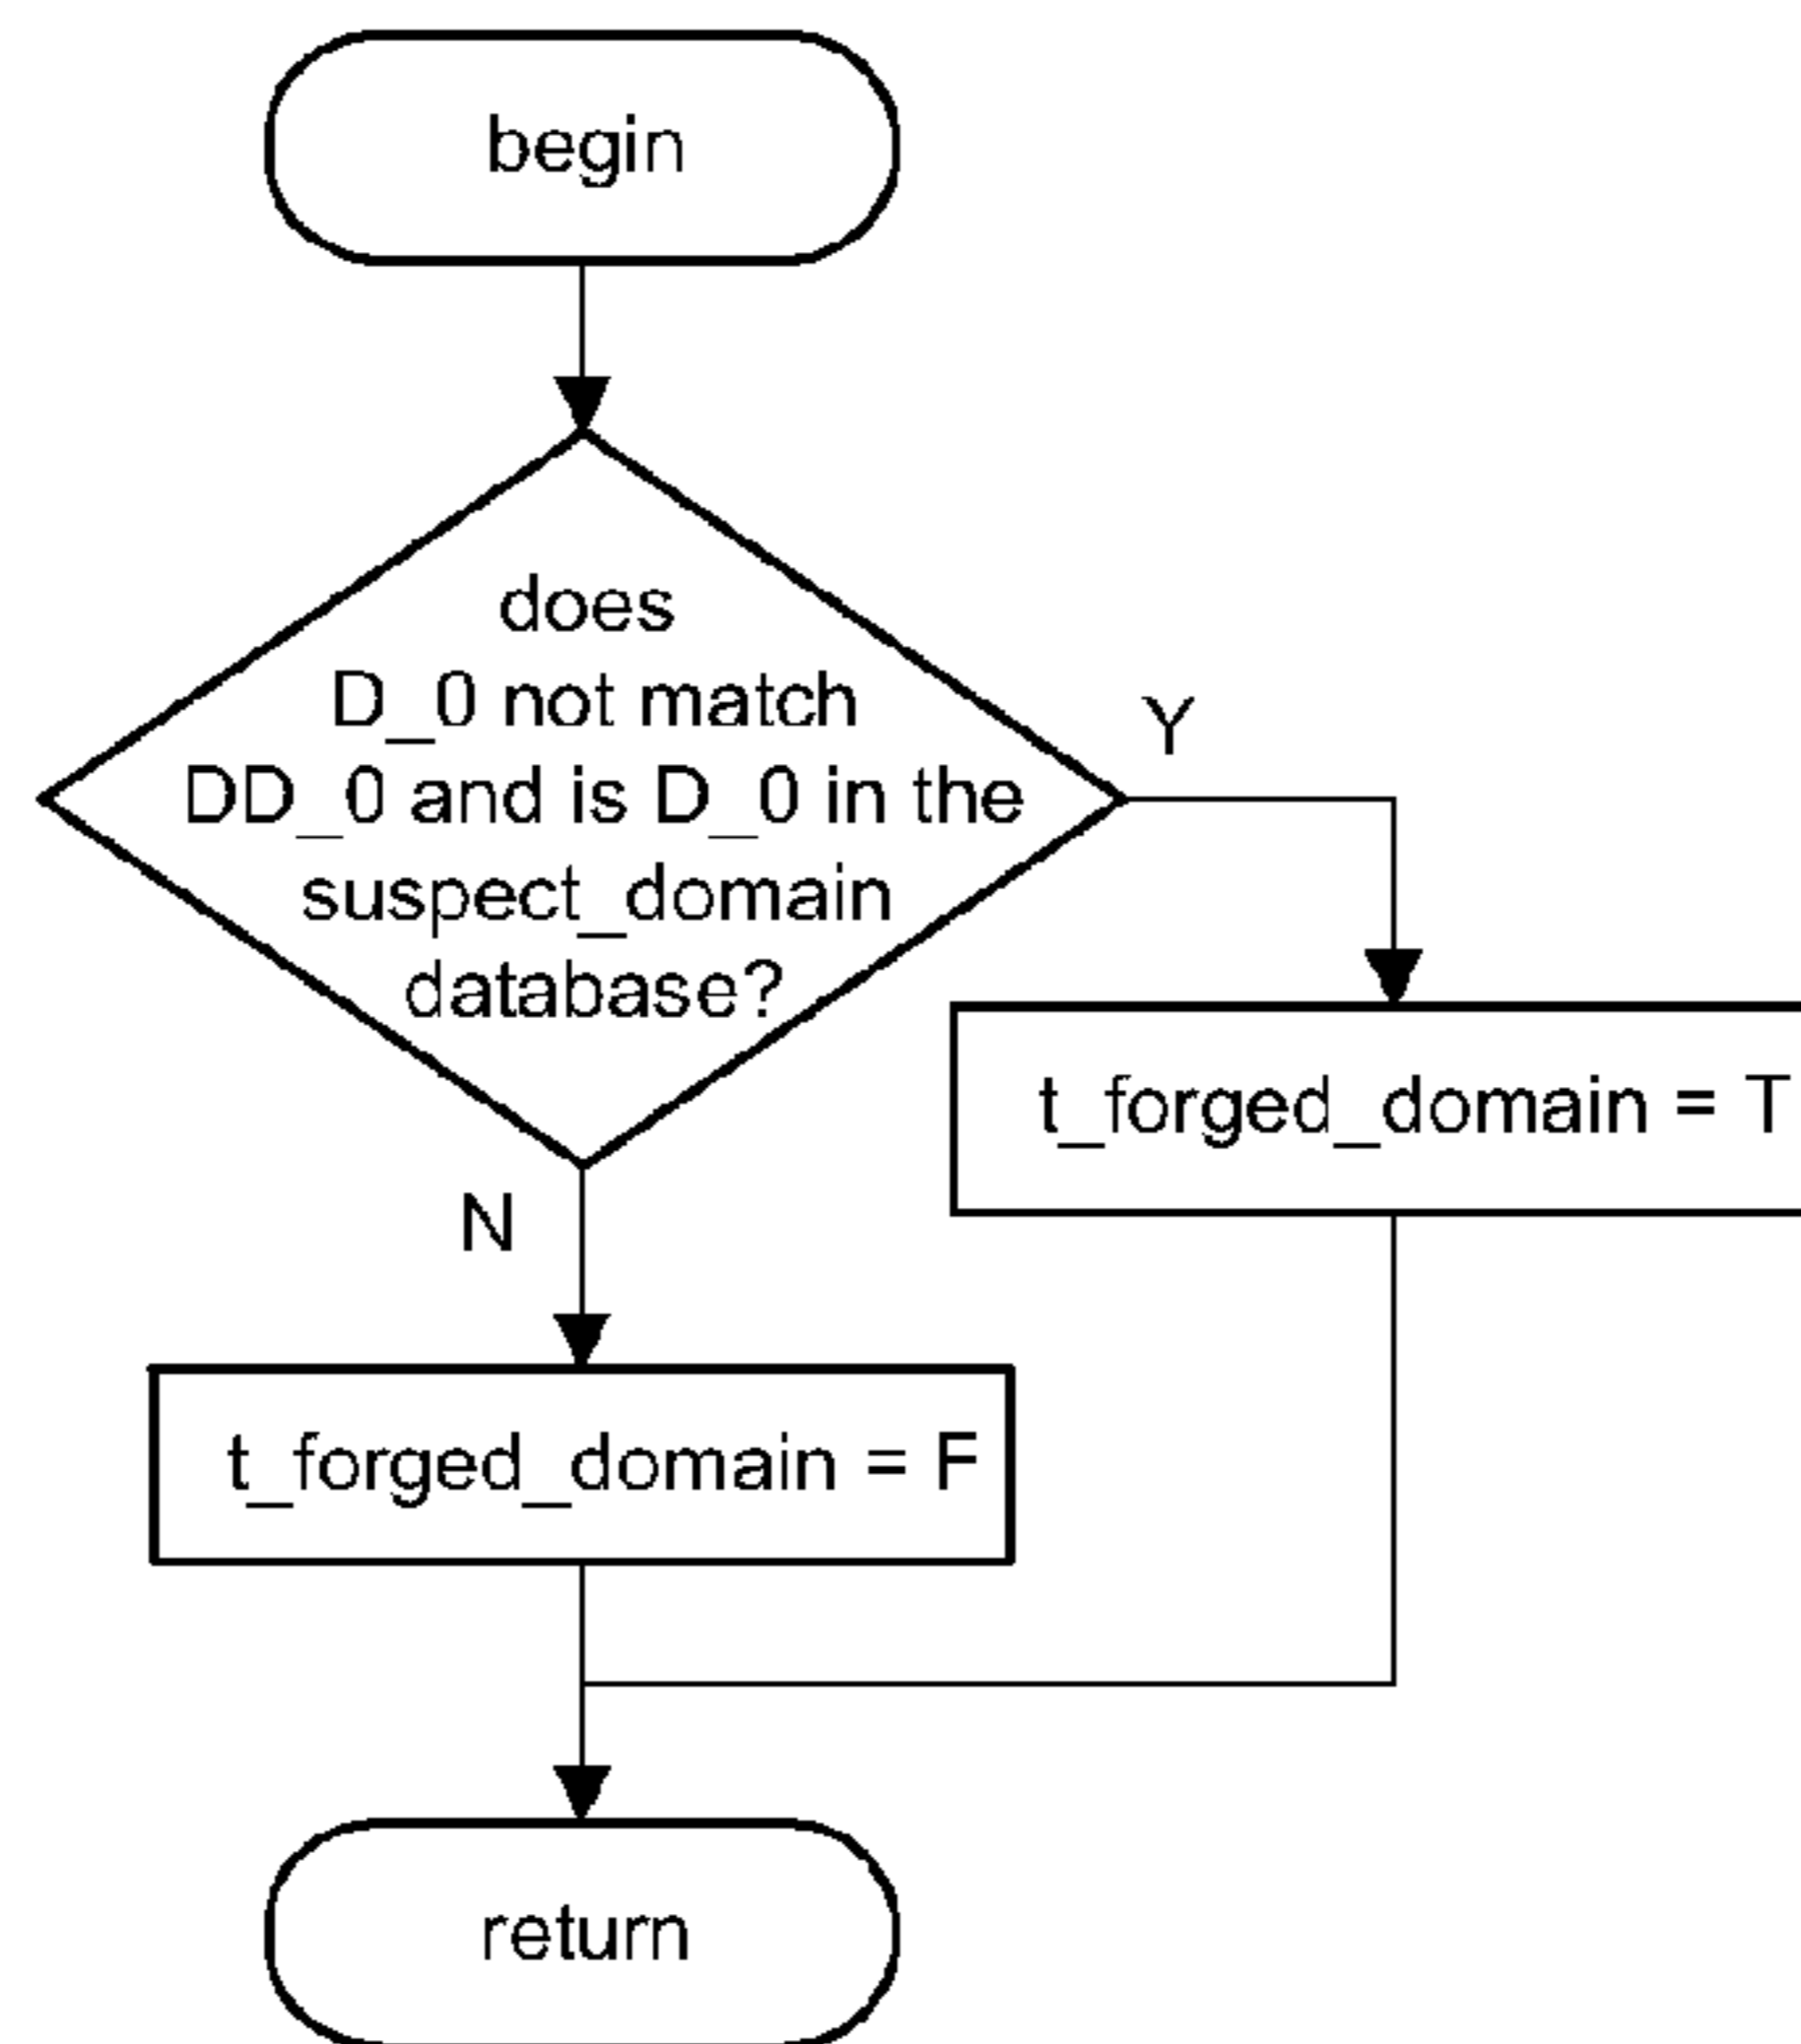 begin
does
D_0 not match
DD_0 and is D_0 in the
suspect_domain
database?
Y
t_forged_domain = T
N
t_forged_domain = F
return